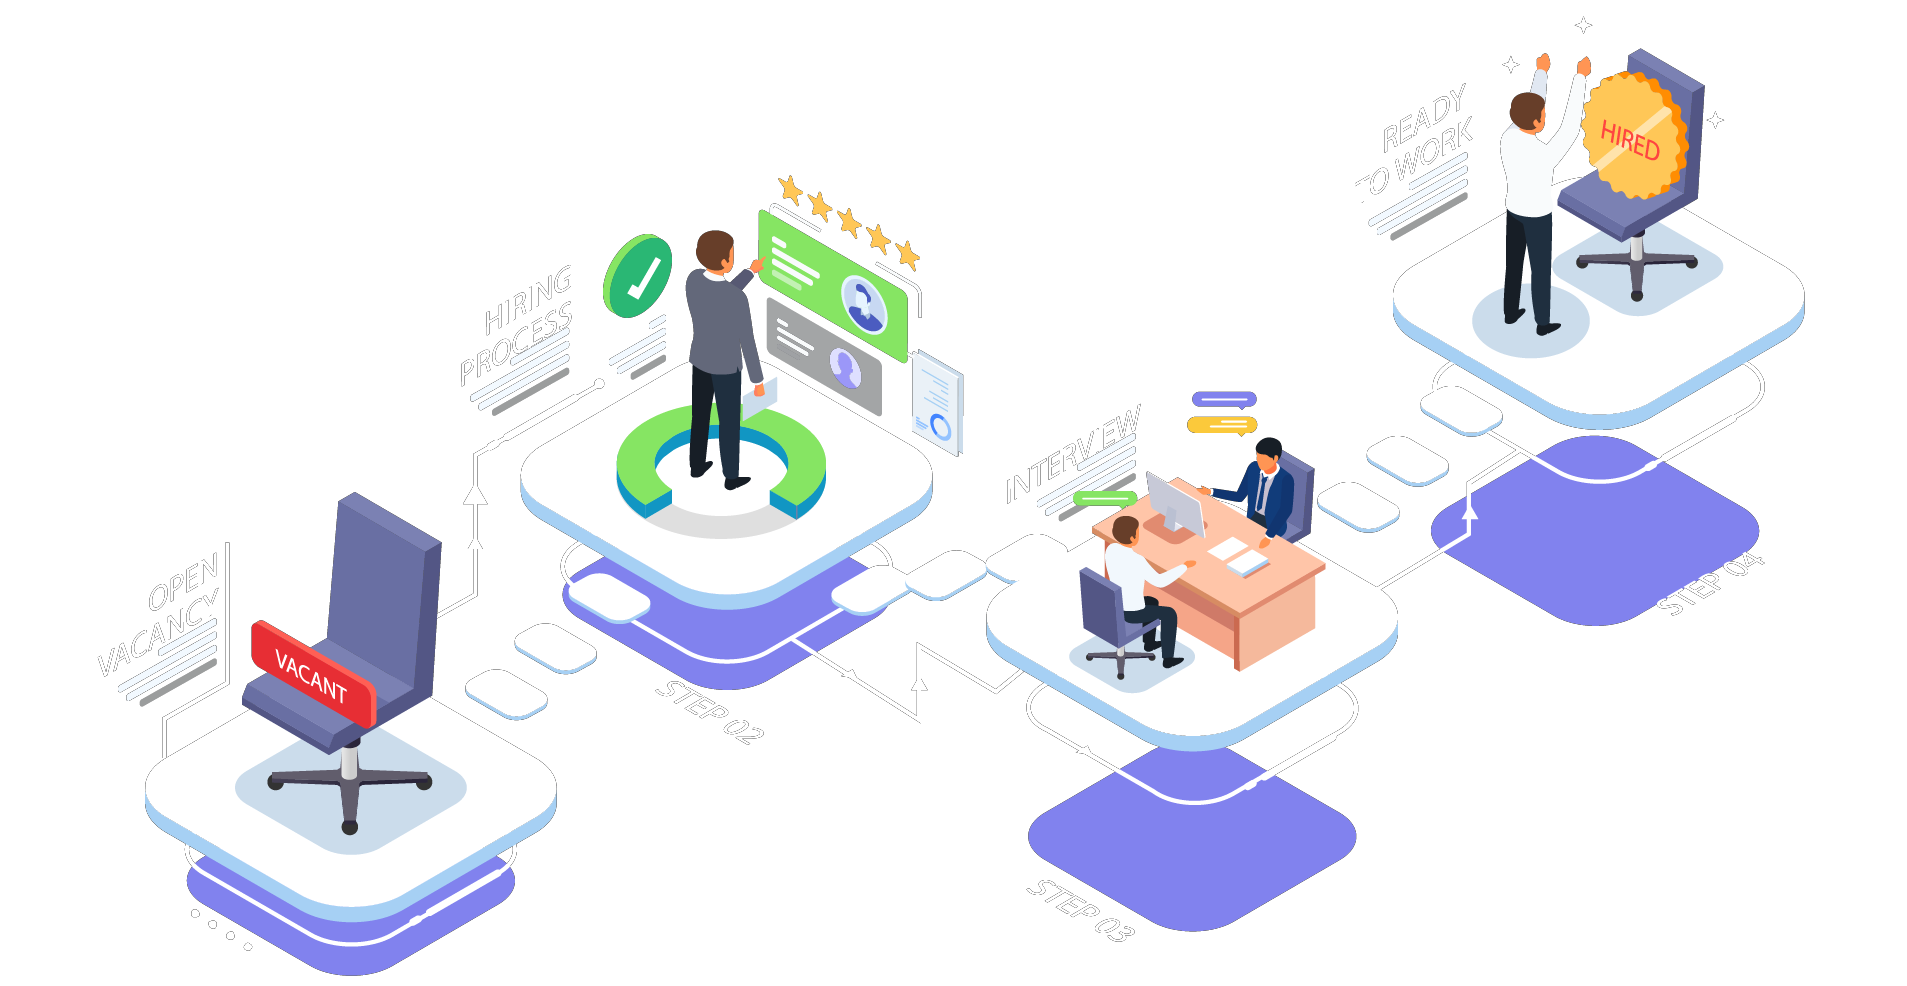 OPEN
VACANCY
VACANT
HIRING
PROCESS
STEP 02
INTERVIEW
STEP 03
READY
TO WORK
HIRED
STEP 04